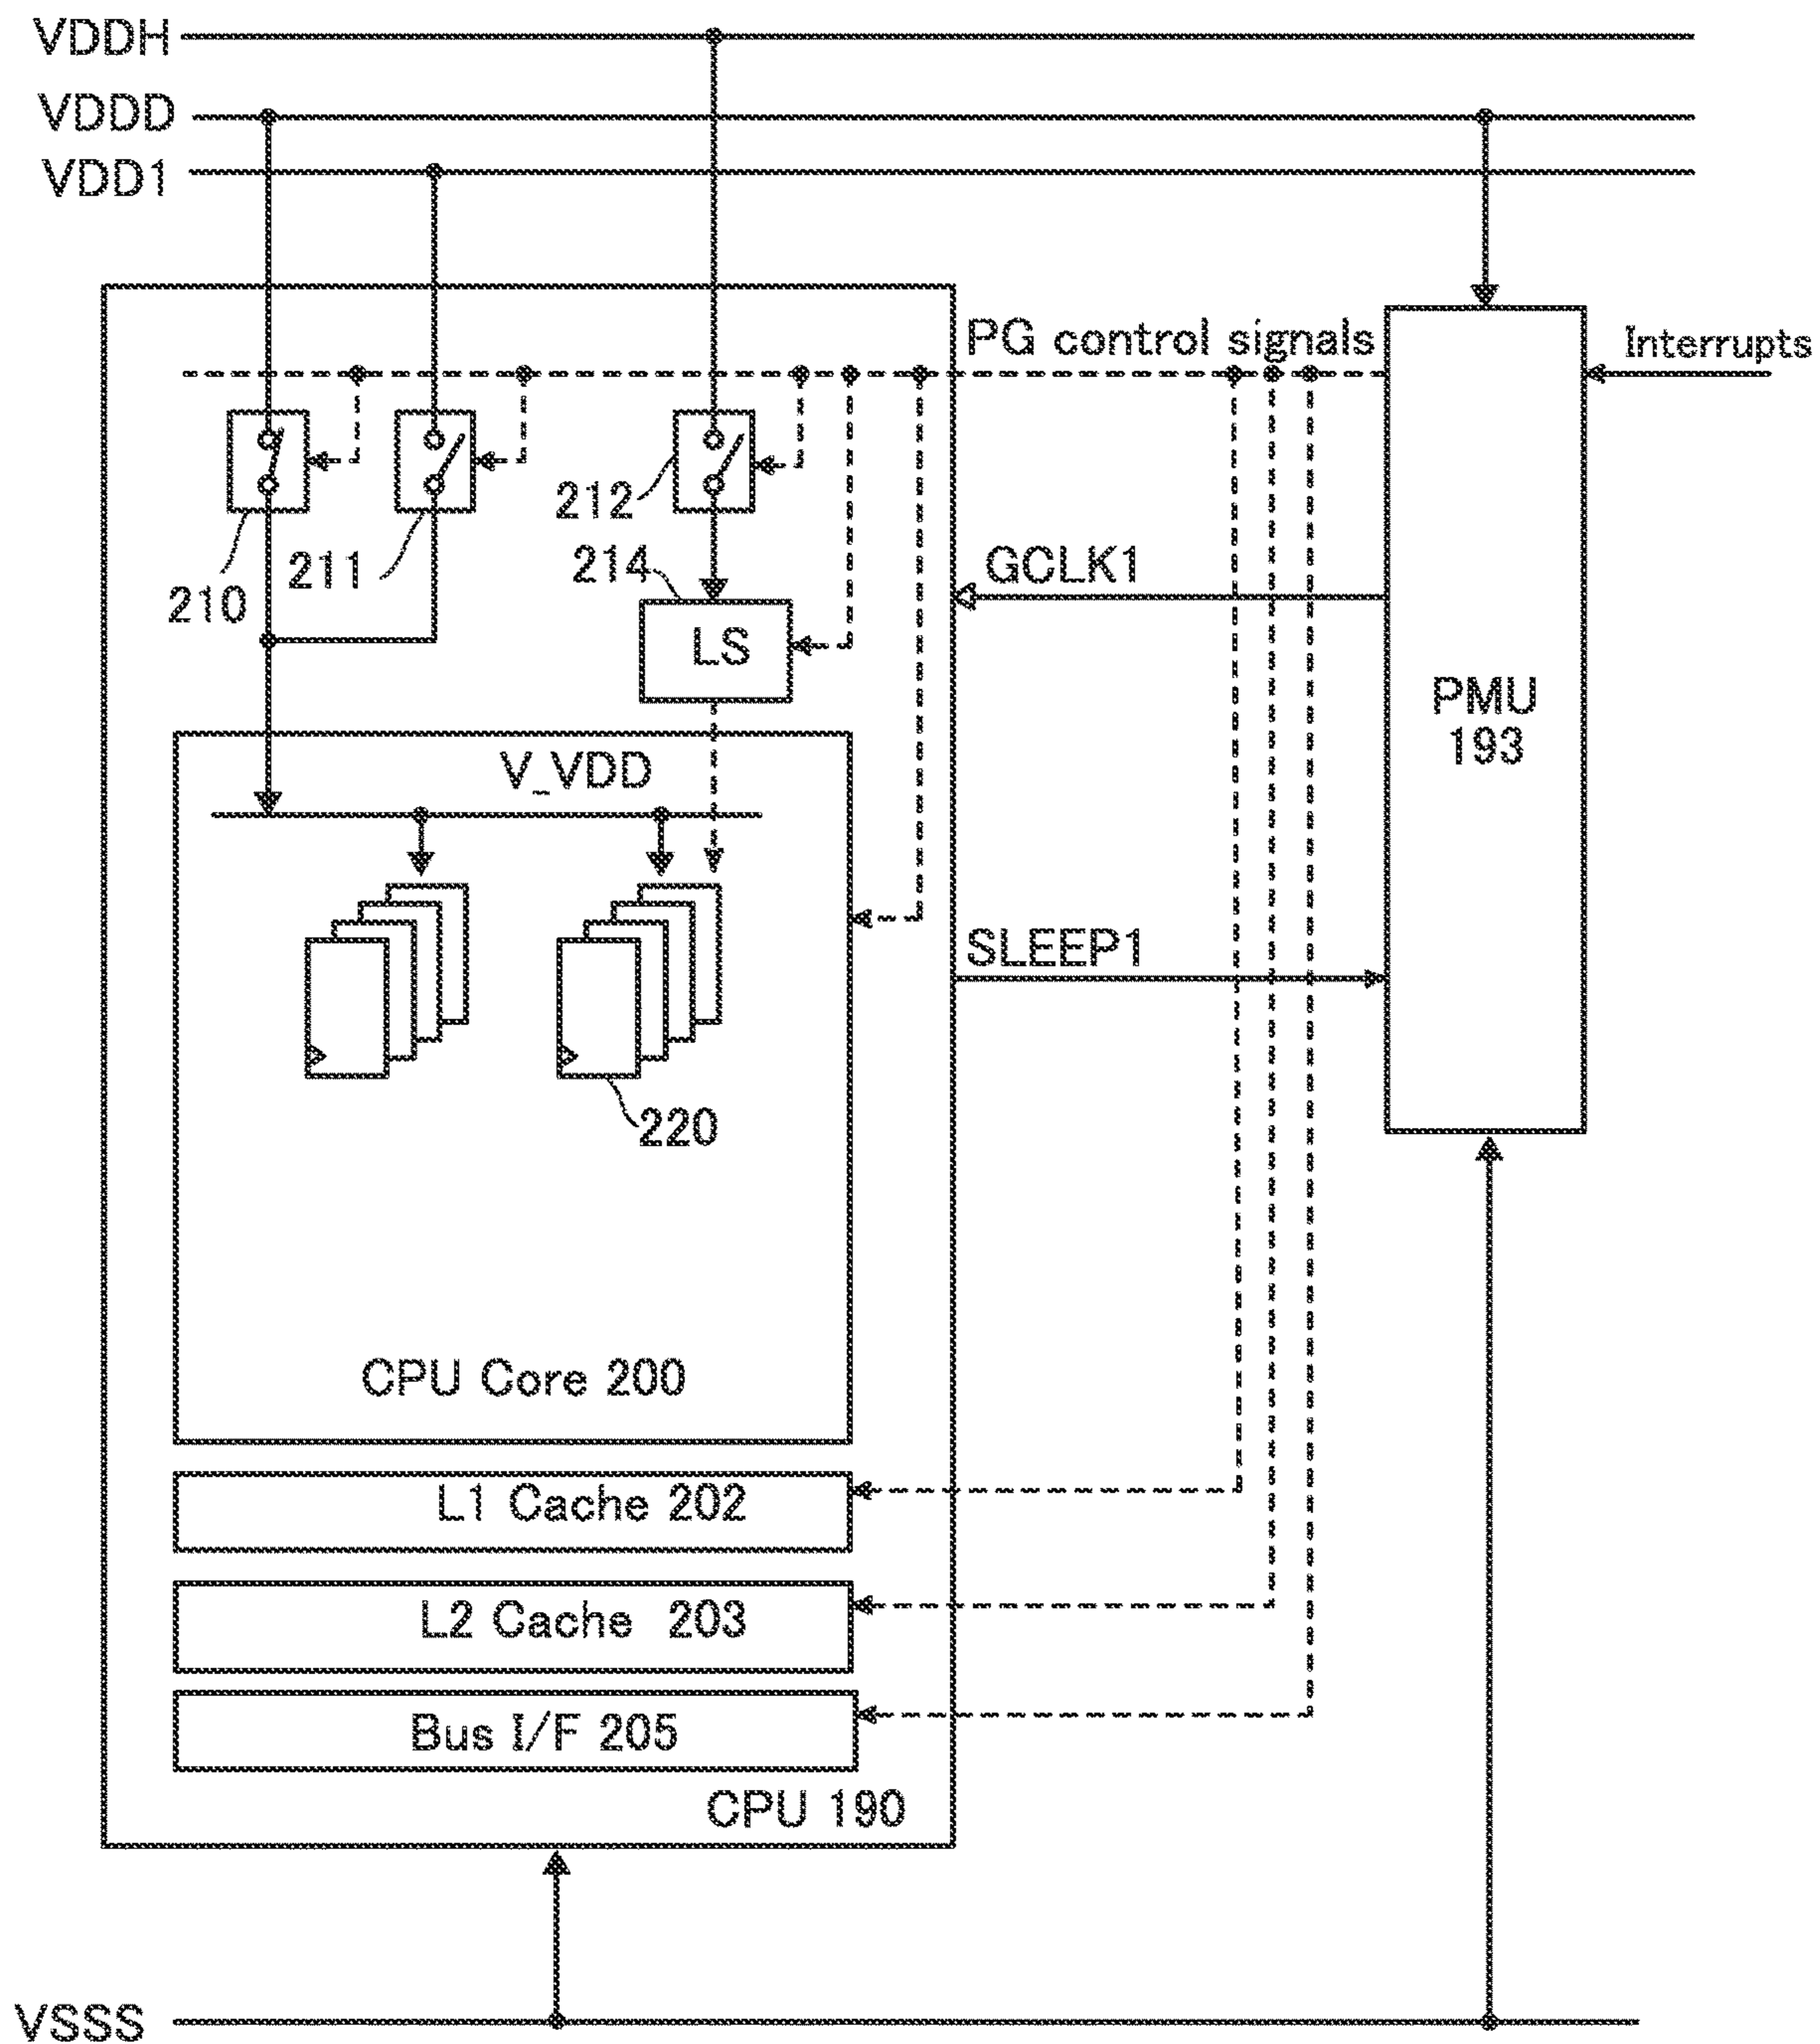 VDDH
VDDD
VDD1
PG control signals
Interrupts
212
211
214
210
GCLK1
LS
PMU
193
V_VDD
SLEEP1
220
CPU Core 200
L1 Cache 202
L2 Cache 203
Bus I/F 205
CPU 190
VSSS